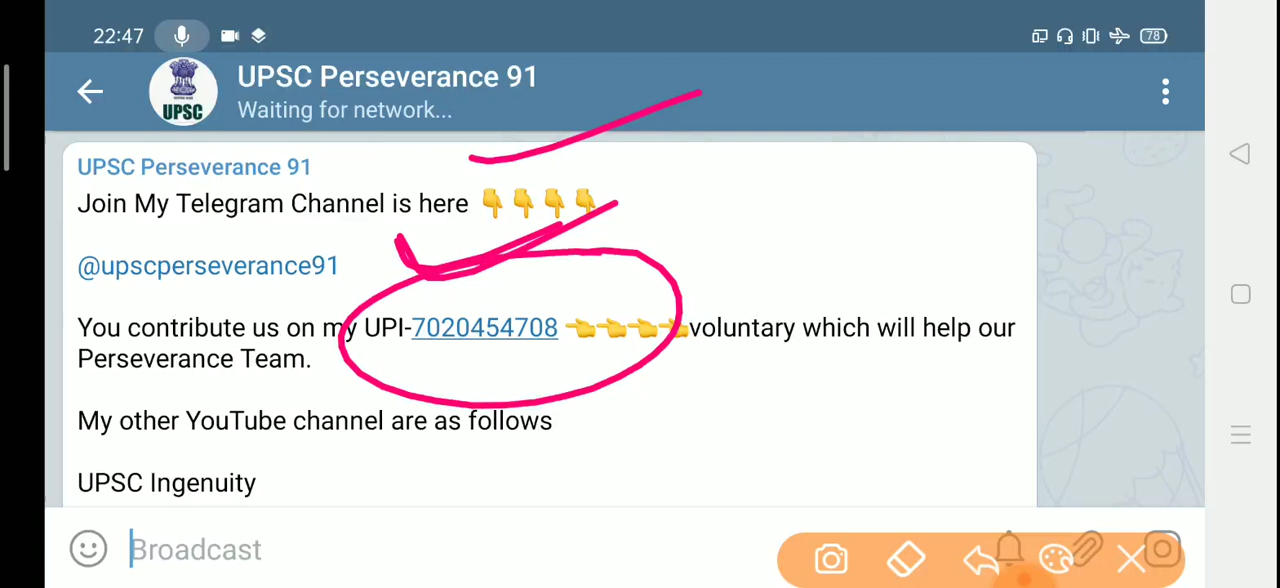 22:47
78
UPSC Perseverance 91
UPSC
Waiting for network...
UPSC Perseverance 91
Join My Telegram Channel is here 👇👇👇👇
@upscperseverance91
You contribute us on my UPI-7020454708 👈👈👈👈voluntary which will help our
Perseverance Team.
My other YouTube channel are as follows
UPSC Ingenuity
Broadcast